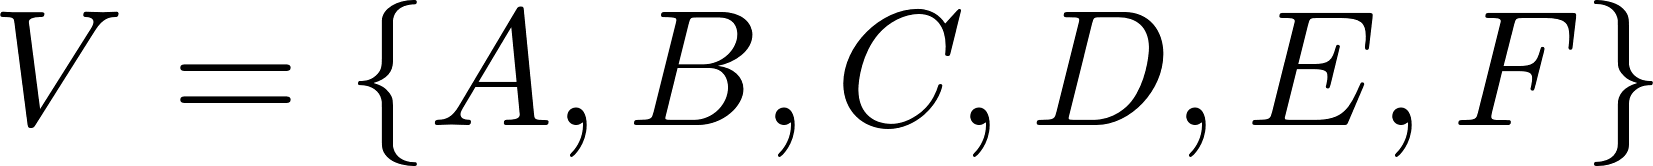 V = {A, B, C, D, E, F}